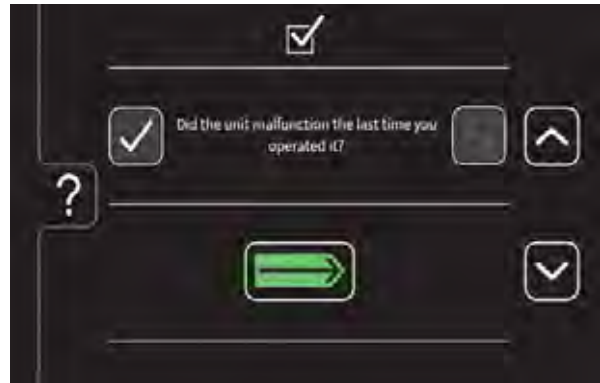 Did the unit malfunction the last time you
operated it?
?